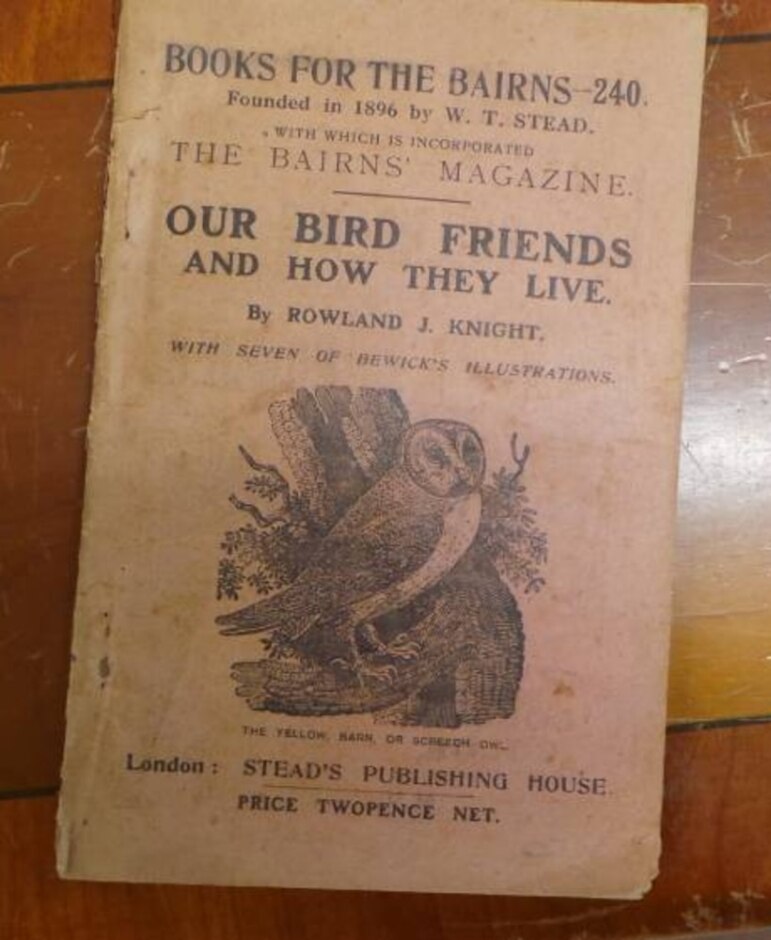 BOOKS FOR THE BAIRNS--240.
Founded in 1896 by W. T. STEAD.
WITH WHICH IS INCORPORATED
THE BAIRNS' MAGAZINE.
OUR BIRD FRIENDS
AND HOW THEY LIVE.
By ROWLAND J. KNIGHT.
WITH SEVEN OF BEWICK'S ILLUSTRATIONS.
THE YELLOW, BARN, OR SCREECH OWL.
London: STEAD'S PUBLISHING HOUSE.
PRICE TWOPENCE NET.